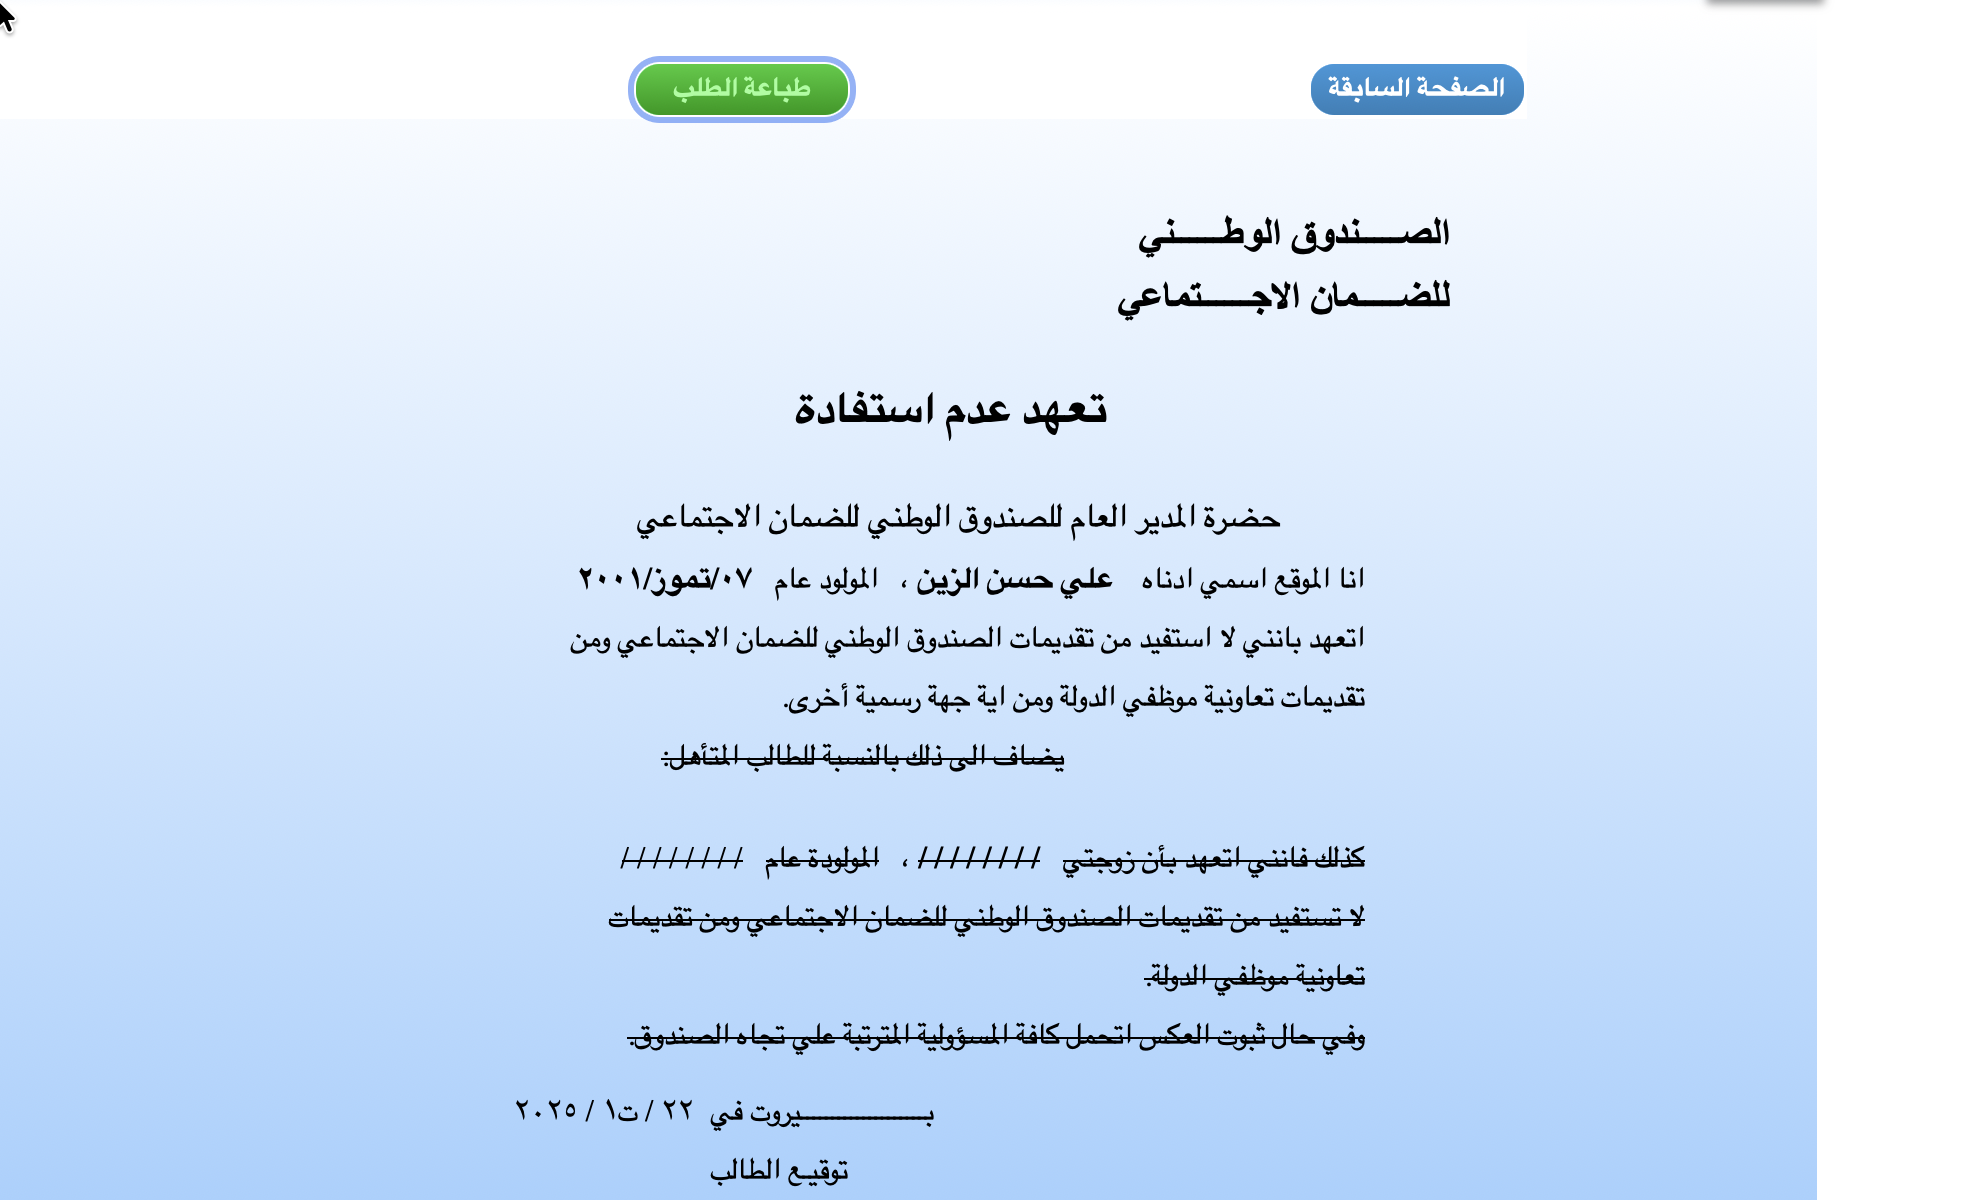 الصفحة السابقة
طباعة الطلب
الصـــــندوق الوطـــــني
للضـــــمان الاجـــــتماعي
تعهد عدم استفادة
حضرة المدير العام للصندوق الوطني للضمان الاجتماعي
انا الموقع اسمي ادناه علي حسن الزين ، المولود عام ٠٧/تموز/٢٠٠١
اتعهد بانني لا استفيد من تقديمات الصندوق الوطني للضمان الاجتماعي ومن
تقديمات تعاونية موظفي الدولة ومن اية جهة رسمية أخرى.
يضاف الى ذلك بالنسبة للطالب المتأهل:
كذلك فانني اتعهد بأن زوجتي / / / / / / / / ، المولودة عام / / / / / / / /
لا تستفيد من تقديمات الصندوق الوطني للضمان الاجتماعي ومن تقديمات
تعاونية موظفي الدولة.
وفي حال ثبوت العكس اتحمل كافة المسؤولية المترتبة علي تجاه الصندوق.
بـــــــــــــــيروت في ٢٢ / ت١ / ٢٠٢٥
توقيع الطالب